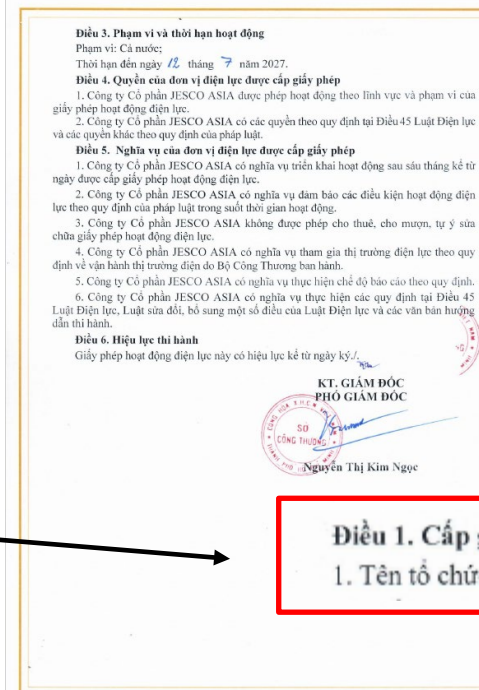 Điều 3. Phạm vi và thời hạn hoạt động
Phạm vi: Cả nước;
Thời hạn đến ngày 12 tháng 7 năm 2027.
Điều 4. Quyền của đơn vị điện lực được cấp giấy phép
1. Công ty Cổ phần JESCO ASIA được phép hoạt động theo lĩnh vực và phạm vi của
giấy phép hoạt động điện lực.
2. Công ty Cổ phần JESCO ASIA có các quyền theo quy định tại Điều 45 Luật Điện lực
và các quyền khác theo quy định của pháp luật.
Điều 5. Nghĩa vụ của đơn vị điện lực được cấp giấy phép
1. Công ty Cổ phần JESCO ASIA có nghĩa vụ triển khai hoạt động sau sáu tháng kể từ
ngày được cấp giấy phép hoạt động điện lực.
2. Công ty Cổ phần JESCO ASIA có nghĩa vụ đảm bảo các điều kiện hoạt động điện
lực theo quy định của pháp luật trong suốt thời gian hoạt động.
3. Công ty Cổ phần JESCO ASIA không được phép cho thuê, cho mượn, tự ý sửa
chữa giấy phép hoạt động điện lực.
4. Công ty Cổ phần JESCO ASIA có nghĩa vụ tham gia thị trường điện lực theo quy
định về vận hành thị trường điện do Bộ Công Thương ban hành.
5. Công ty Cổ phần JESCO ASIA có nghĩa vụ thực hiện chế độ báo cáo theo quy định.
6. Công ty Cổ phần JESCO ASIA có nghĩa vụ thực hiện các quy định tại Điều 45
Luật Điện lực, Luật sửa đổi, bổ sung một số điều của Luật Điện lực và các văn bản hướng
dẫn thi hành.
Điều 6. Hiệu lực thi hành
Giấy phép hoạt động điện lực này có hiệu lực kể từ ngày ký./.
KT. GIÁM ĐỐC
PHÓ GIÁM ĐỐC
SỞ
CÔNG THƯƠNG
Nguyễn Thị Kim Ngọc
Điều 1. Cấp
1. Tên tổ chứ